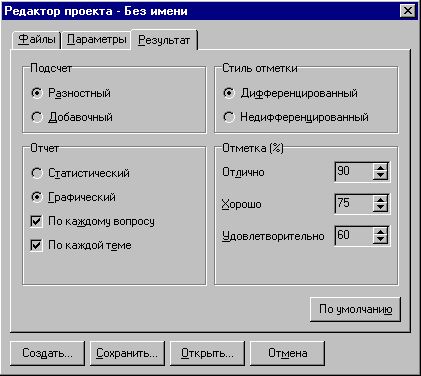 Редактор проекта - Без имени
Файлы Параметры Результат
Подсчет
Разностный
Добавочный
Стиль отметки
Дифференцированный
Недифференцированный
Отчет
Статистический
Графический
По каждому вопросу
По каждой теме
Отметка (%)
Отлично 90
Хорошо 75
Удовлетворительно 60
По умолчанию
Создать... Сохранить... Открыть... Отмена